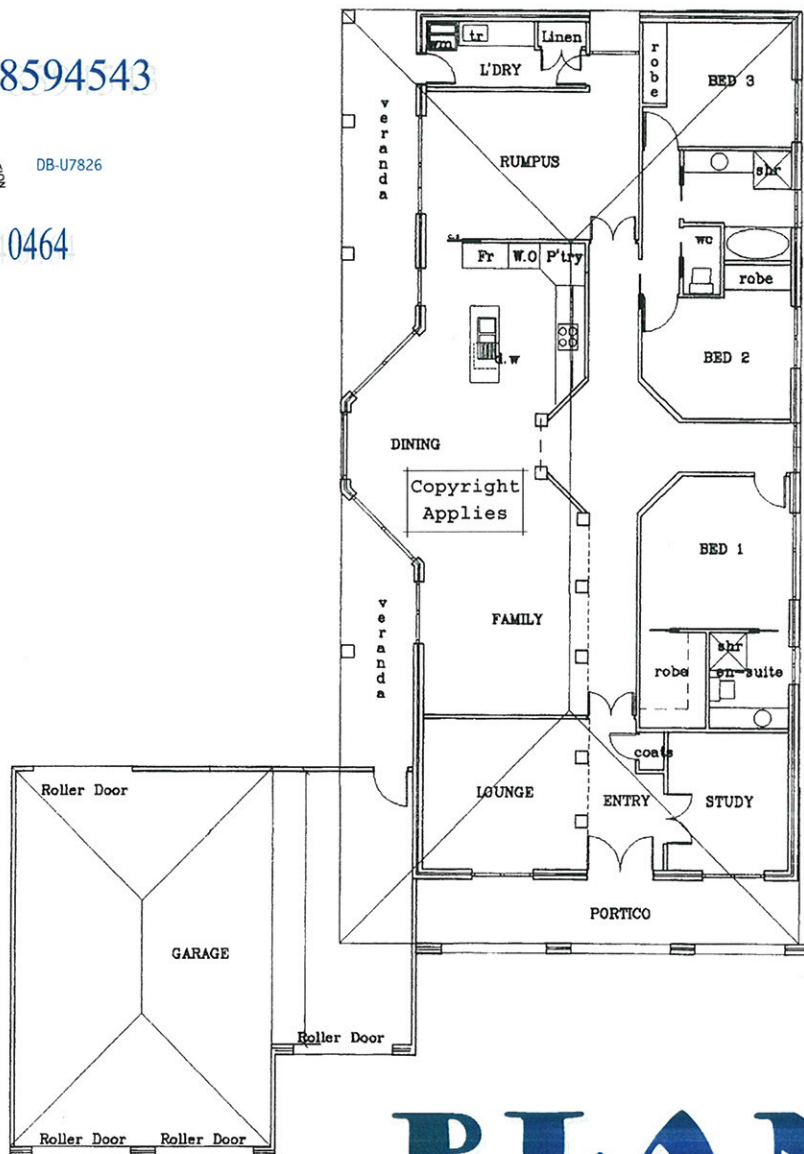 8594543
DB-U7826
0464
wm
tr
Linen
L'DRY
robe
BED 3
veranda
RUMPUS
shr
wc
Fr
W.O
P'try
robe
d.w
BED 2
DINING
Copyright
Applies
BED 1
veranda
FAMILY
shr
robe
en-suite
coats
Roller Door
LOUNGE
ENTRY
STUDY
PORTICO
GARAGE
Roller Door
Roller Door
Roller Door